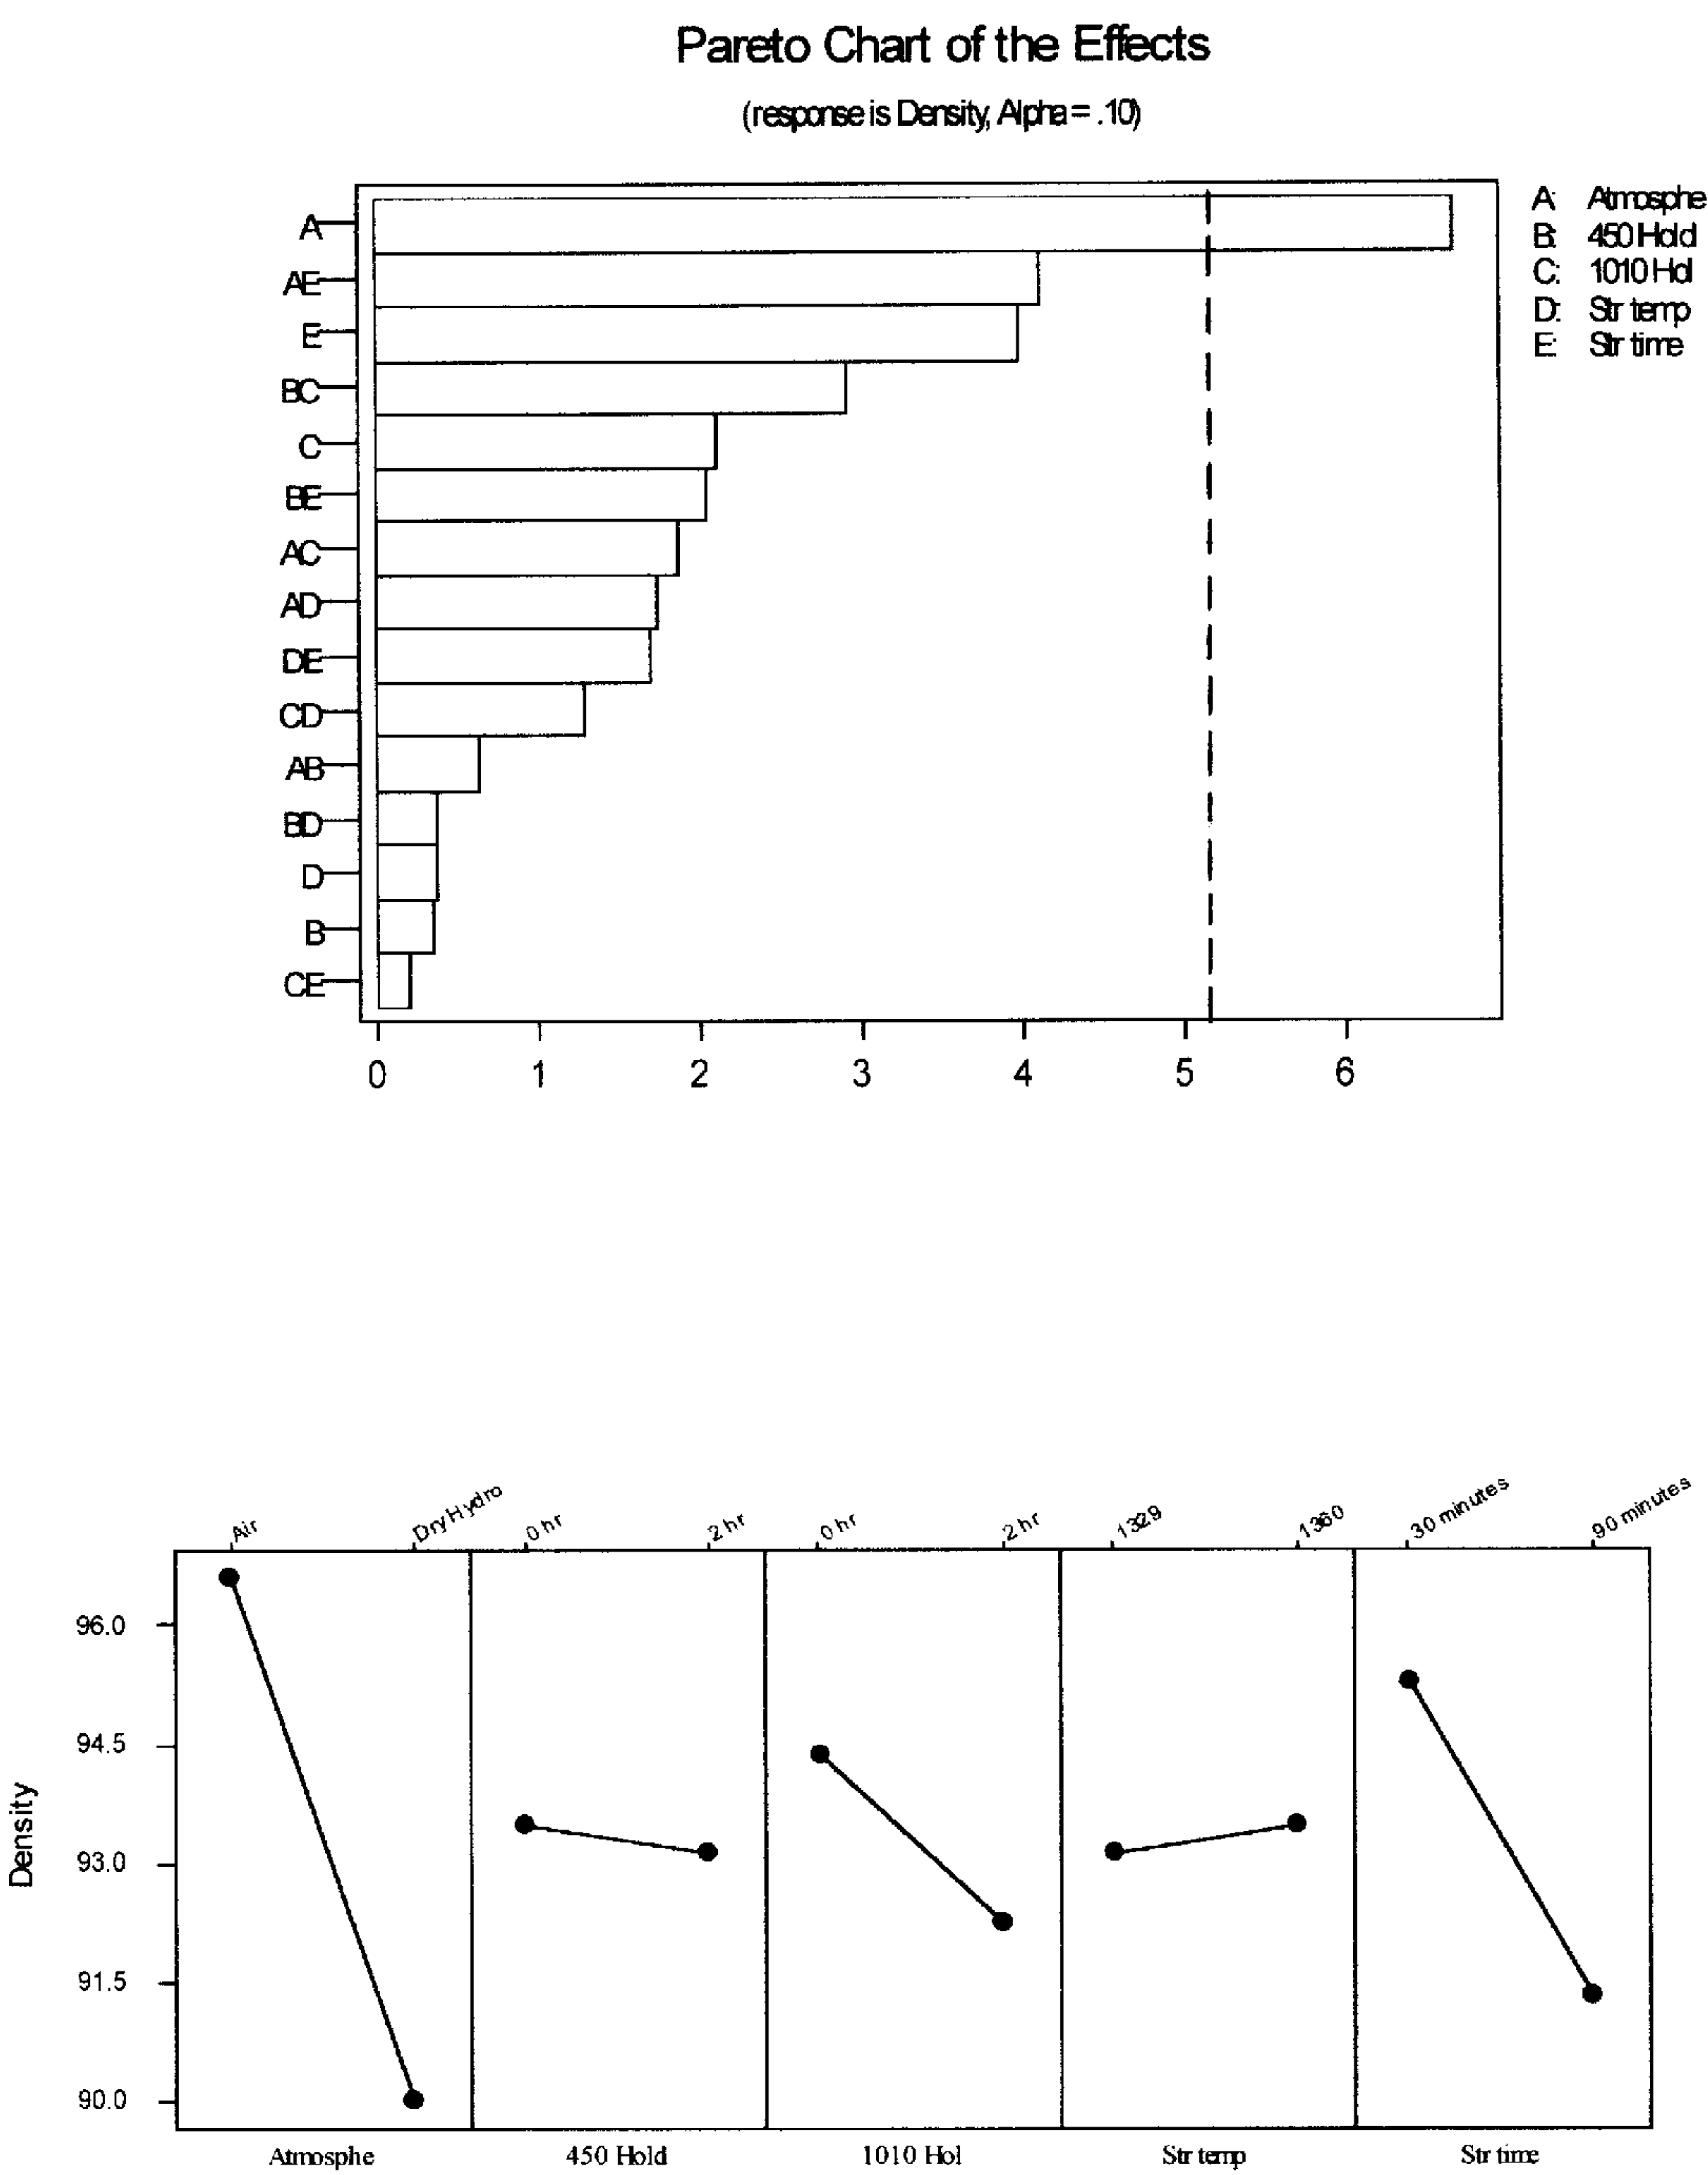 Pareto Chart of the Effects
(response is Density, Alpha = .10)
A: Atmosphe
B: 450 Hold
C: 1010 Hol
D: Str temp
E: Str time
A
AE
E
BC
C
BE
AC
AD
DE
CD
AB
BD
D
B
CE
0 1 2 3 4 5 6
Air Dry Hydro 0 hr 2 hr 0 hr 2 hr 1329 1360 30 minutes 90 minutes
96.0
94.5
93.0
91.5
90.0
Density
Atmosphe 450 Hold 1010 Hol Str temp Str time